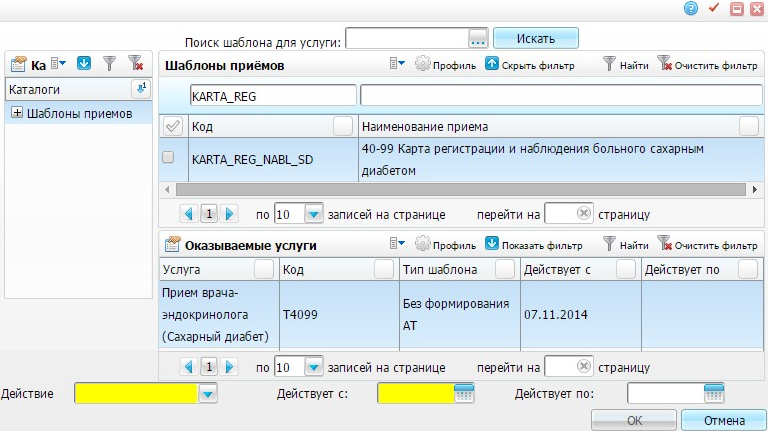 Поиск шаблона для услуги: ... Искать
Ка
Каталоги
Шаблоны приемов
Шаблоны приёмов Профиль Скрыть фильтр Найти Очистить фильтр
KARTA_REG
Код Наименование приема
KARTA_REG_NABL_SD 40-99 Карта регистрации и наблюдения больного сахарным
диабетом
1 по 10 записей на странице перейти на страницу
Оказываемые услуги Профиль Показать фильтр Найти Очистить фильтр
Услуга Код Тип шаблона Действует с Действует по
Прием врача-
эндокринолога
(Сахарный диабет) Т4099 Без формирования
АТ 07.11.2014
1 по 10 записей на странице перейти на страницу
Действие Действует с: Действует по:
ОК Отмена